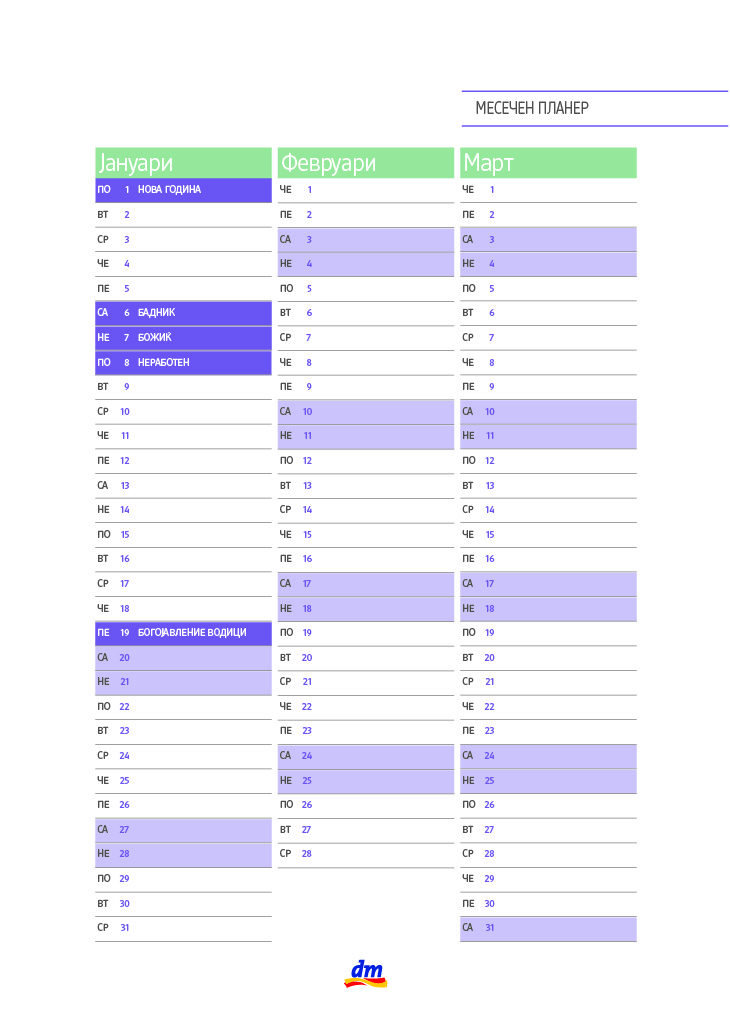 МЕСЕЧЕН ПЛАНЕР
Јануари
ПО 1 НОВА ГОДИНА
ВТ 2
СР 3
ЧЕ 4
ПЕ 5
СА 6 БАДНИК
НЕ 7 БОЖИЌ
ПО 8 НЕРАБОТЕН
ВТ 9
СР 10
ЧЕ 11
ПЕ 12
СА 13
НЕ 14
ПО 15
ВТ 16
СР 17
ЧЕ 18
ПЕ 19 БОГОЈАВЛЕНИЕ ВОДИЦИ
СА 20
НЕ 21
ПО 22
ВТ 23
СР 24
ЧЕ 25
ПЕ 26
СА 27
НЕ 28
ПО 29
ВТ 30
СР 31
Февруари
ЧЕ 1
ПЕ 2
СА 3
НЕ 4
ПО 5
ВТ 6
СР 7
ЧЕ 8
ПЕ 9
СА 10
НЕ 11
ПО 12
ВТ 13
СР 14
ЧЕ 15
ПЕ 16
СА 17
НЕ 18
ПО 19
ВТ 20
СР 21
ЧЕ 22
ПЕ 23
СА 24
НЕ 25
ПО 26
ВТ 27
СР 28
Март
ЧЕ 1
ПЕ 2
СА 3
НЕ 4
ПО 5
ВТ 6
СР 7
ЧЕ 8
ПЕ 9
СА 10
НЕ 11
ПО 12
ВТ 13
СР 14
ЧЕ 15
ПЕ 16
СА 17
НЕ 18
ПО 19
ВТ 20
СР 21
ЧЕ 22
ПЕ 23
СА 24
НЕ 25
ПО 26
ВТ 27
СР 28
ЧЕ 29
ПЕ 30
СА 31
dm